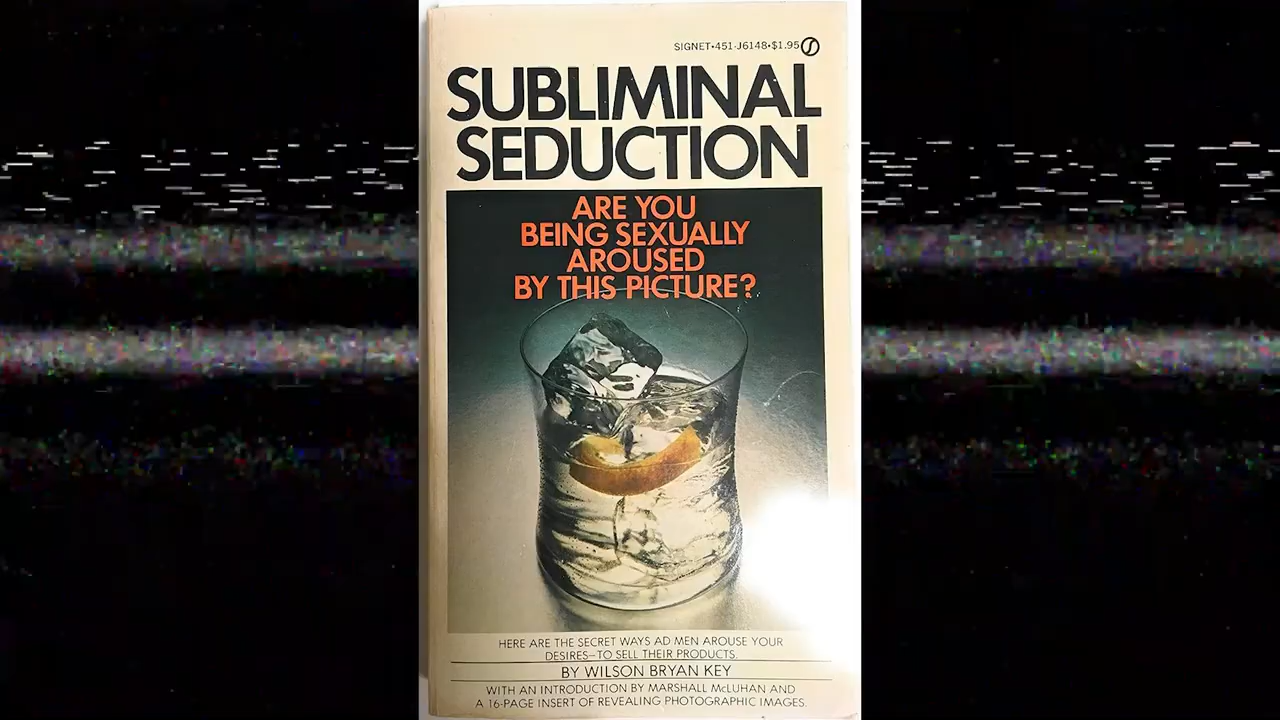 SIGNET•451-J6148•$1.95
SUBLIMINAL
SEDUCTION
ARE YOU
BEING SEXUALLY
AROUSED
BY THIS PICTURE?
HERE ARE THE SECRET WAYS AD MEN AROUSE YOUR
DESIRES—TO SELL THEIR PRODUCTS.
BY WILSON BRYAN KEY
WITH AN INTRODUCTION BY MARSHALL McLUHAN AND
A 16-PAGE INSERT OF REVEALING PHOTOGRAPHIC IMAGES.